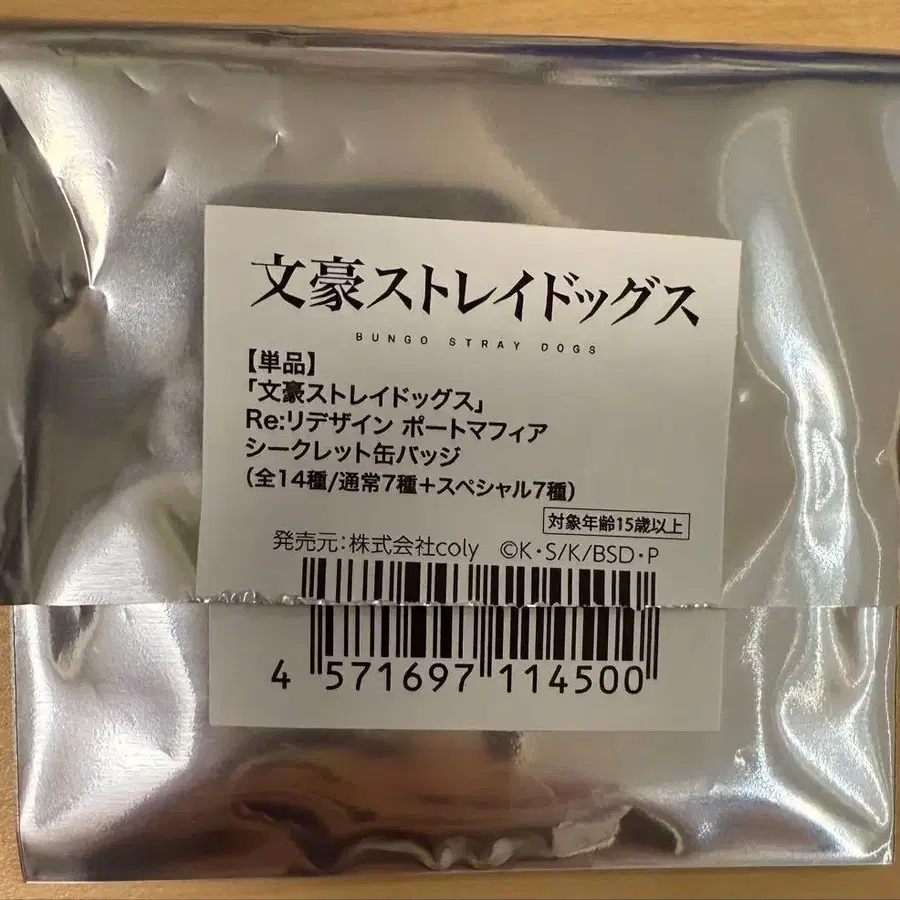 文豪ストレイドッグス
BUNGO STRAY DOGS
【単品】
「文豪ストレイドッグス」
Re:リデザイン ポートマフィア
シークレット缶バッジ
（全14種/通常7種＋スペシャル7種）
対象年齢15歳以上
発売元：株式会社coly ©K・S/K/BSD・P
4 571697 114500